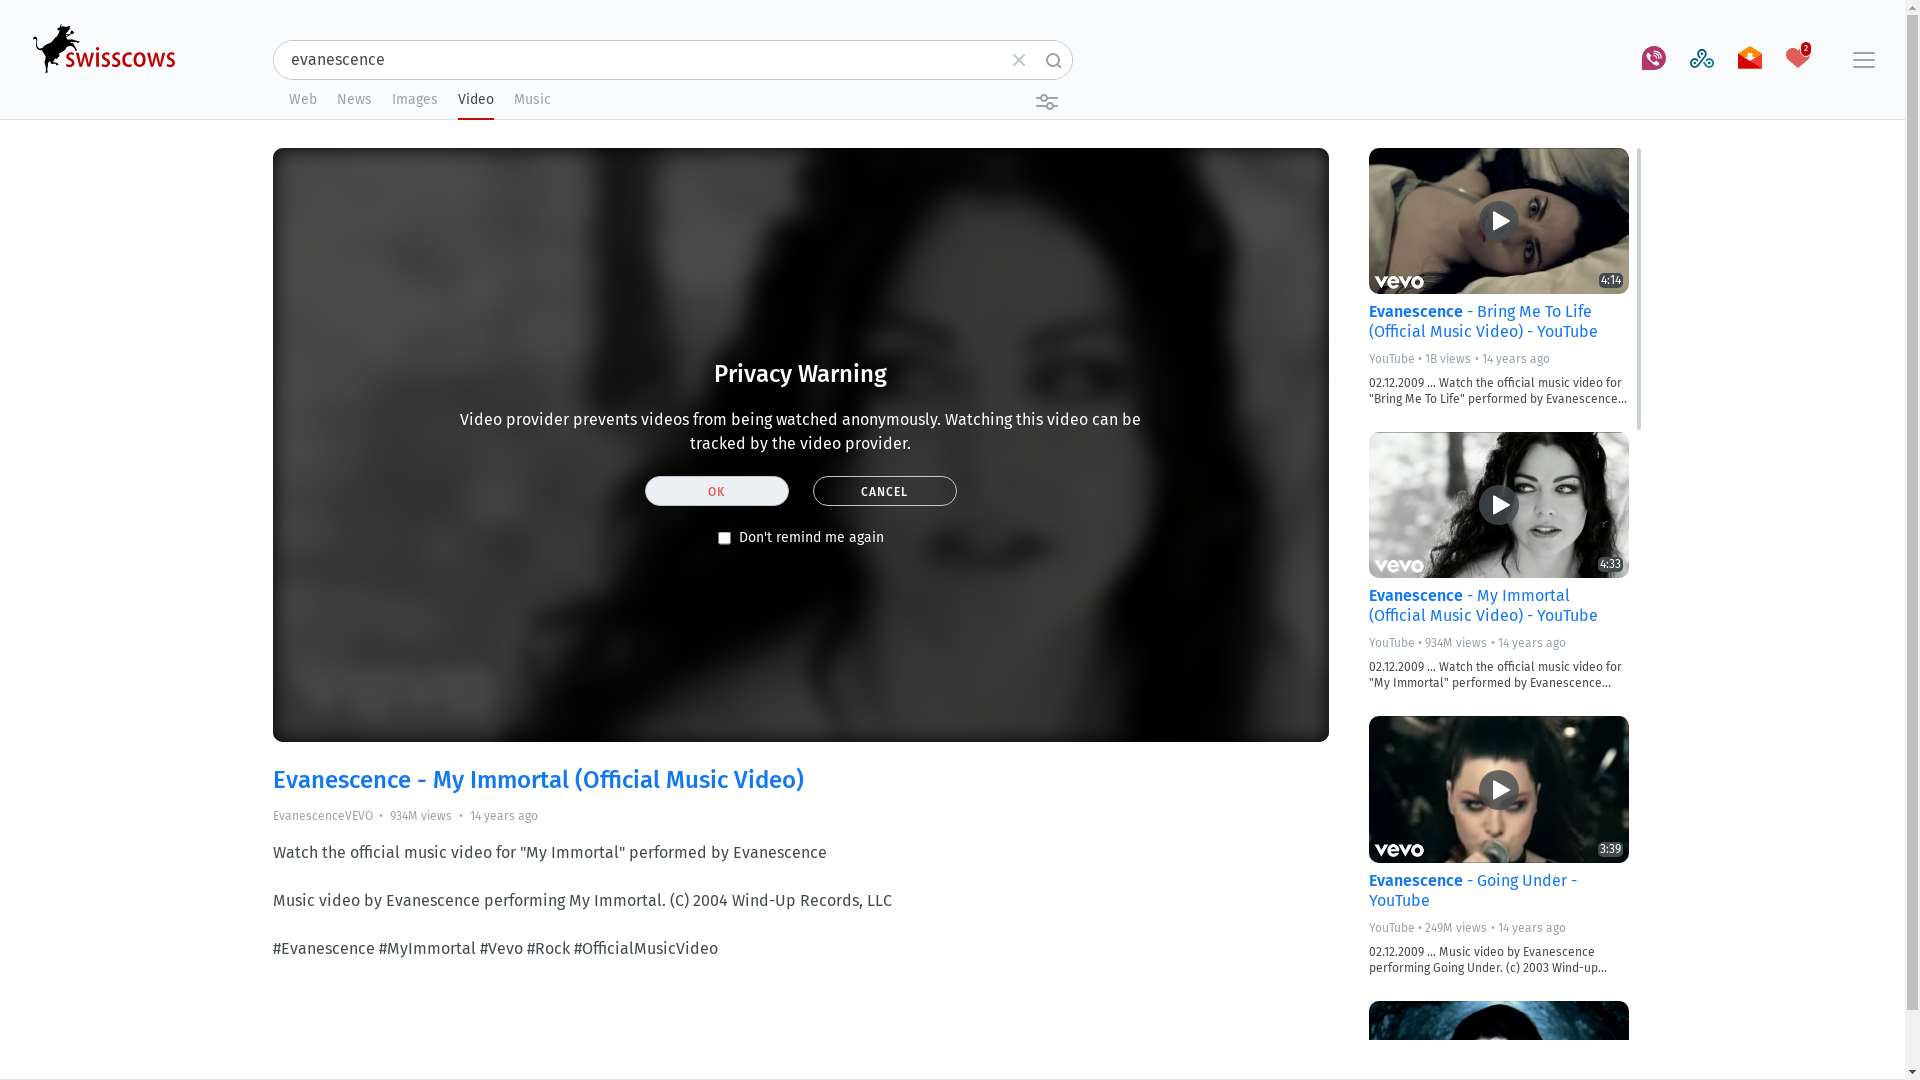 swisscows
evanescence
2
Web News Images Video Music
Privacy Warning
Video provider prevents videos from being watched anonymously. Watching this video can be
tracked by the video provider.
OK CANCEL
Don't remind me again
Evanescence - My Immortal (Official Music Video)
EvanescenceVEVO • 934M views • 14 years ago
Watch the official music video for "My Immortal" performed by Evanescence
Music video by Evanescence performing My Immortal. (C) 2004 Wind-Up Records, LLC
#Evanescence #MyImmortal #Vevo #Rock #OfficialMusicVideo
vevo 4:14
Evanescence - Bring Me To Life
(Official Music Video) - YouTube
YouTube • 1B views • 14 years ago
02.12.2009 ... Watch the official music video for
"Bring Me To Life" performed by Evanescence...
vevo 4:33
Evanescence - My Immortal
(Official Music Video) - YouTube
YouTube • 934M views • 14 years ago
02.12.2009 ... Watch the official music video for
"My Immortal" performed by Evanescence...
vevo 3:39
Evanescence - Going Under -
YouTube
YouTube • 249M views • 14 years ago
02.12.2009 ... Music video by Evanescence
performing Going Under. (c) 2003 Wind-up...